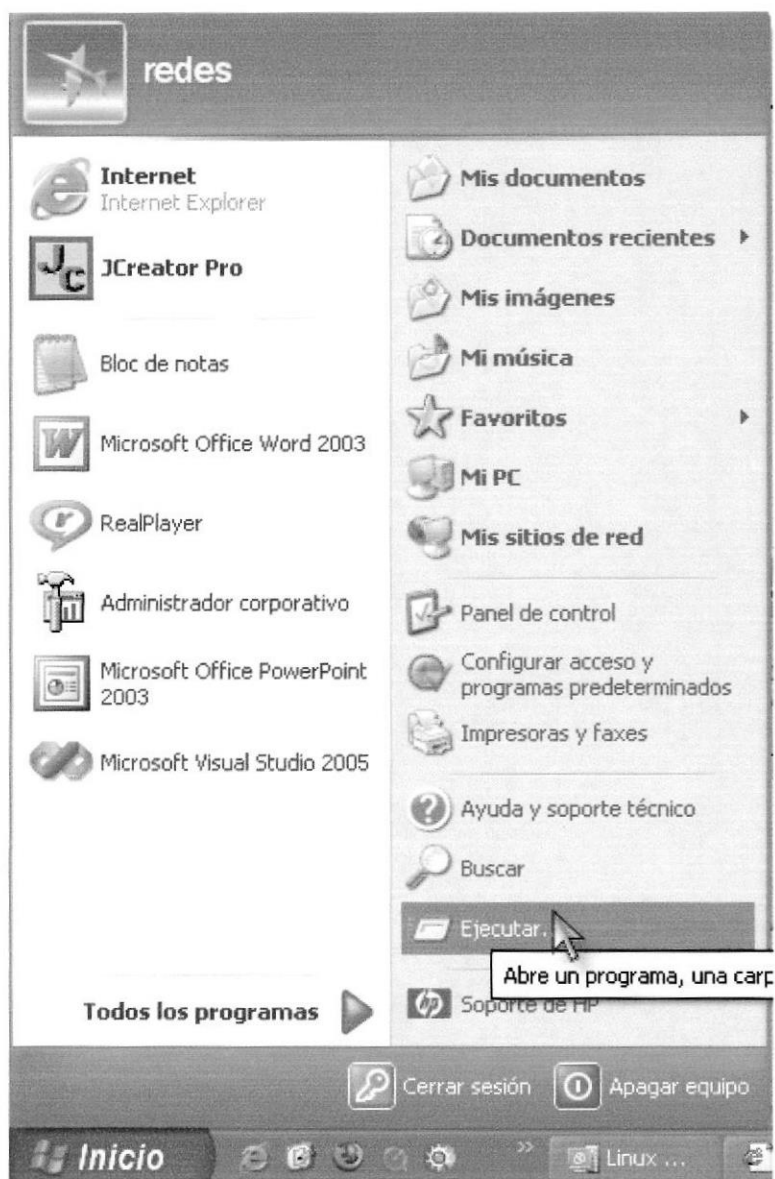 redes
Internet
Internet Explorer
JCreator Pro
Bloc de notas
Microsoft Office Word 2003
RealPlayer
Administrador corporativo
Microsoft Office PowerPoint
2003
Microsoft Visual Studio 2005
Todos los programas
Mis documentos
Documentos recientes
Mis imágenes
Mi música
Favoritos
Mi PC
Mis sitios de red
Panel de control
Configurar acceso y
programas predeterminados
Impresoras y faxes
Ayuda y soporte técnico
Buscar
Ejecutar.
Abre un programa, una carp
Soporte de HP
Cerrar sesión
Apagar equipo
Inicio
Linux ...